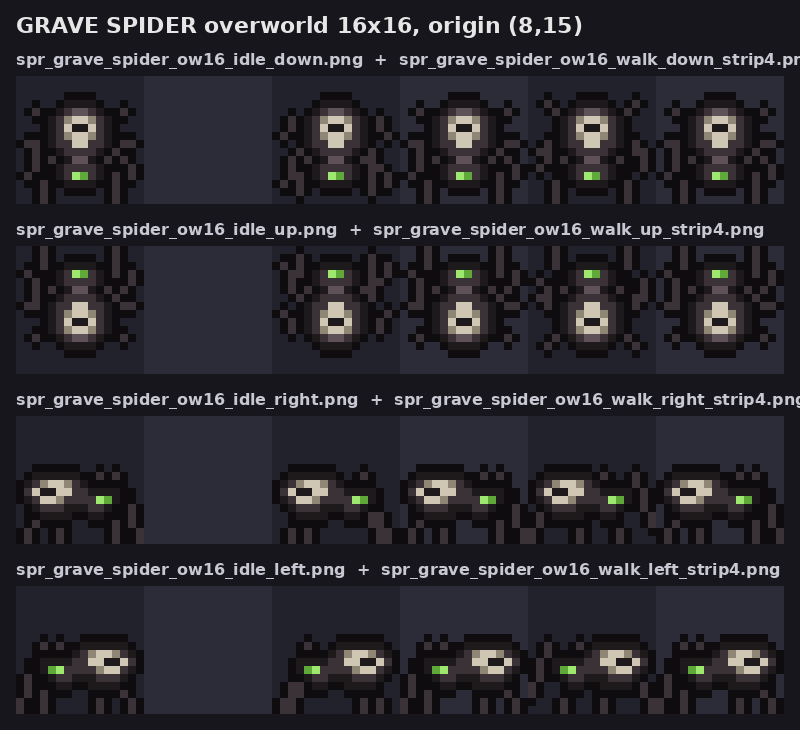 GRAVE SPIDER overworld 16x16, origin (8,15)
spr_grave_spider_ow16_idle_down.png + spr_grave_spider_ow16_walk_down_strip4.pr
spr_grave_spider_ow16_idle_up.png + spr_grave_spider_ow16_walk_up_strip4.png
spr_grave_spider_ow16_idle_right.png + spr_grave_spider_ow16_walk_right_strip4.png
spr_grave_spider_ow16_idle_left.png + spr_grave_spider_ow16_walk_left_strip4.png